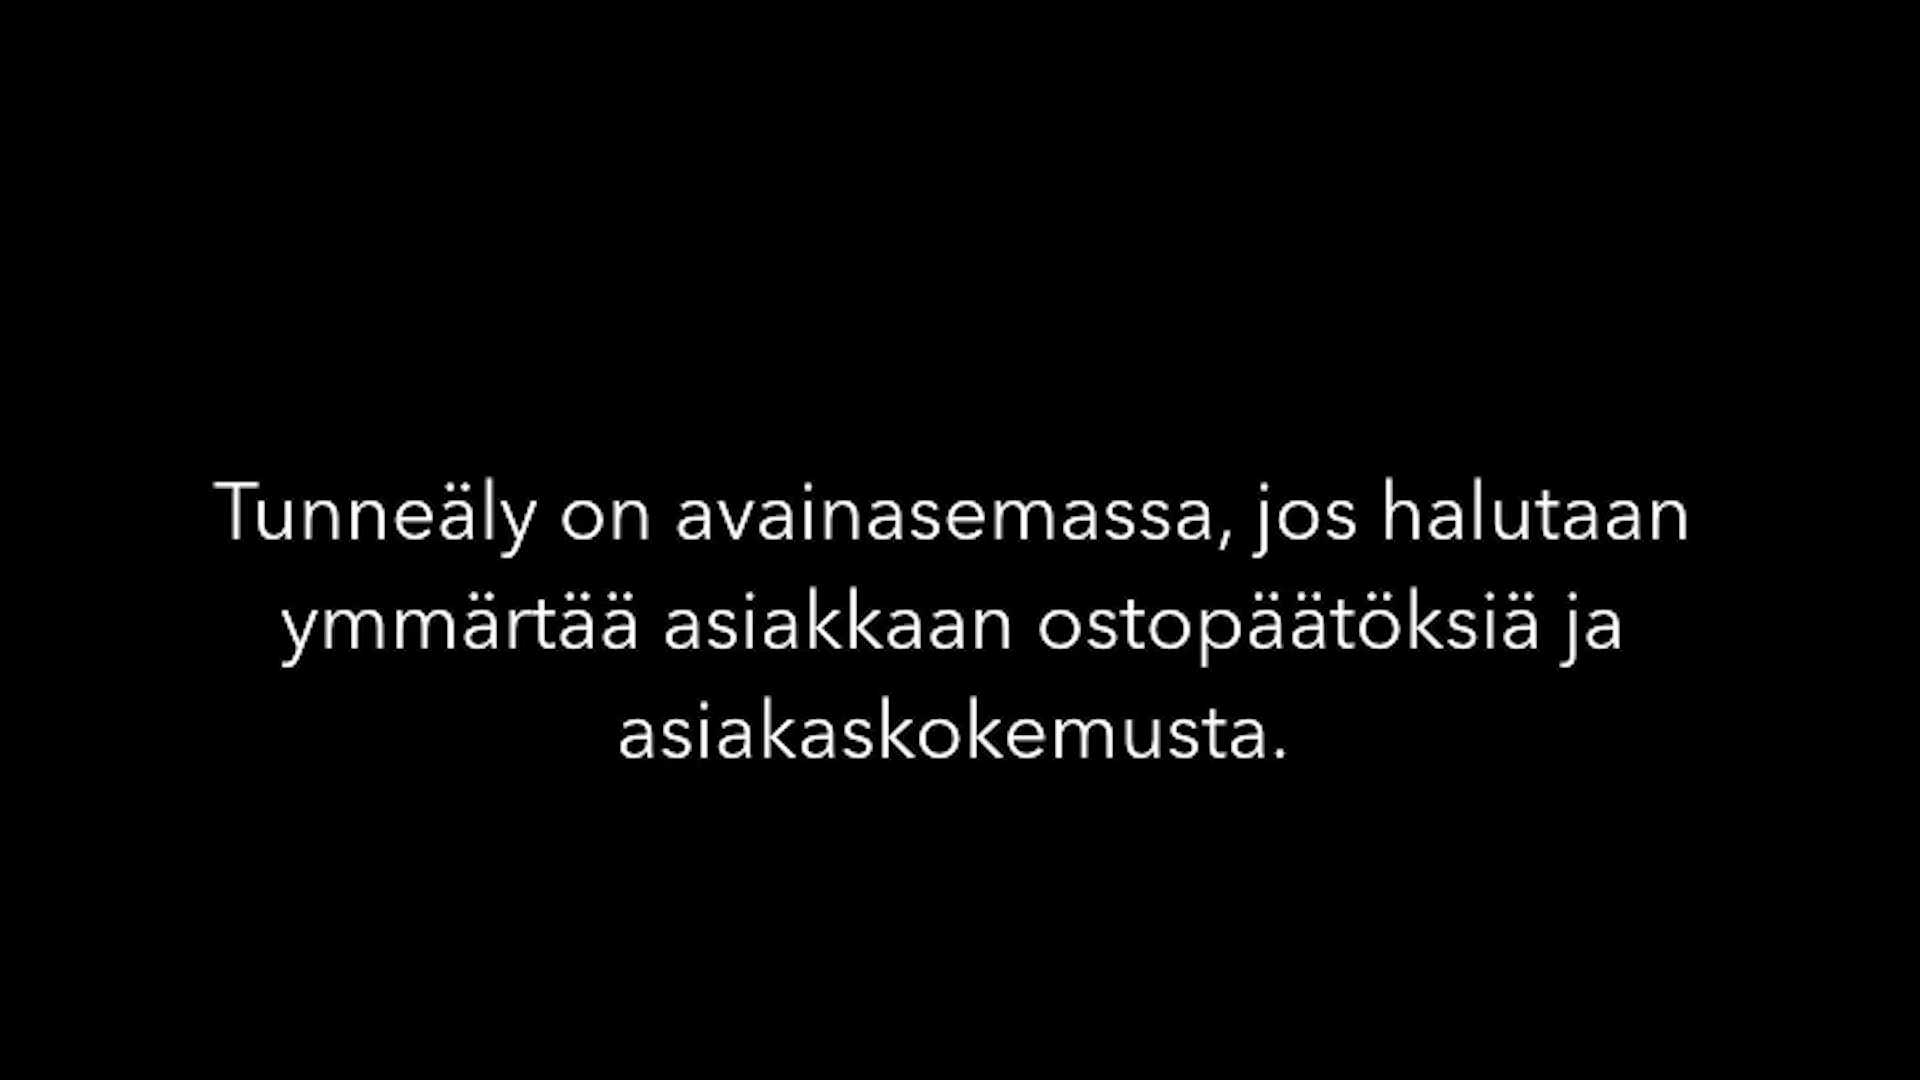 Tunneäly on avainasemassa, jos halutaan
ymmärtää asiakkaan ostopäätöksiä ja
asiakaskokemusta.